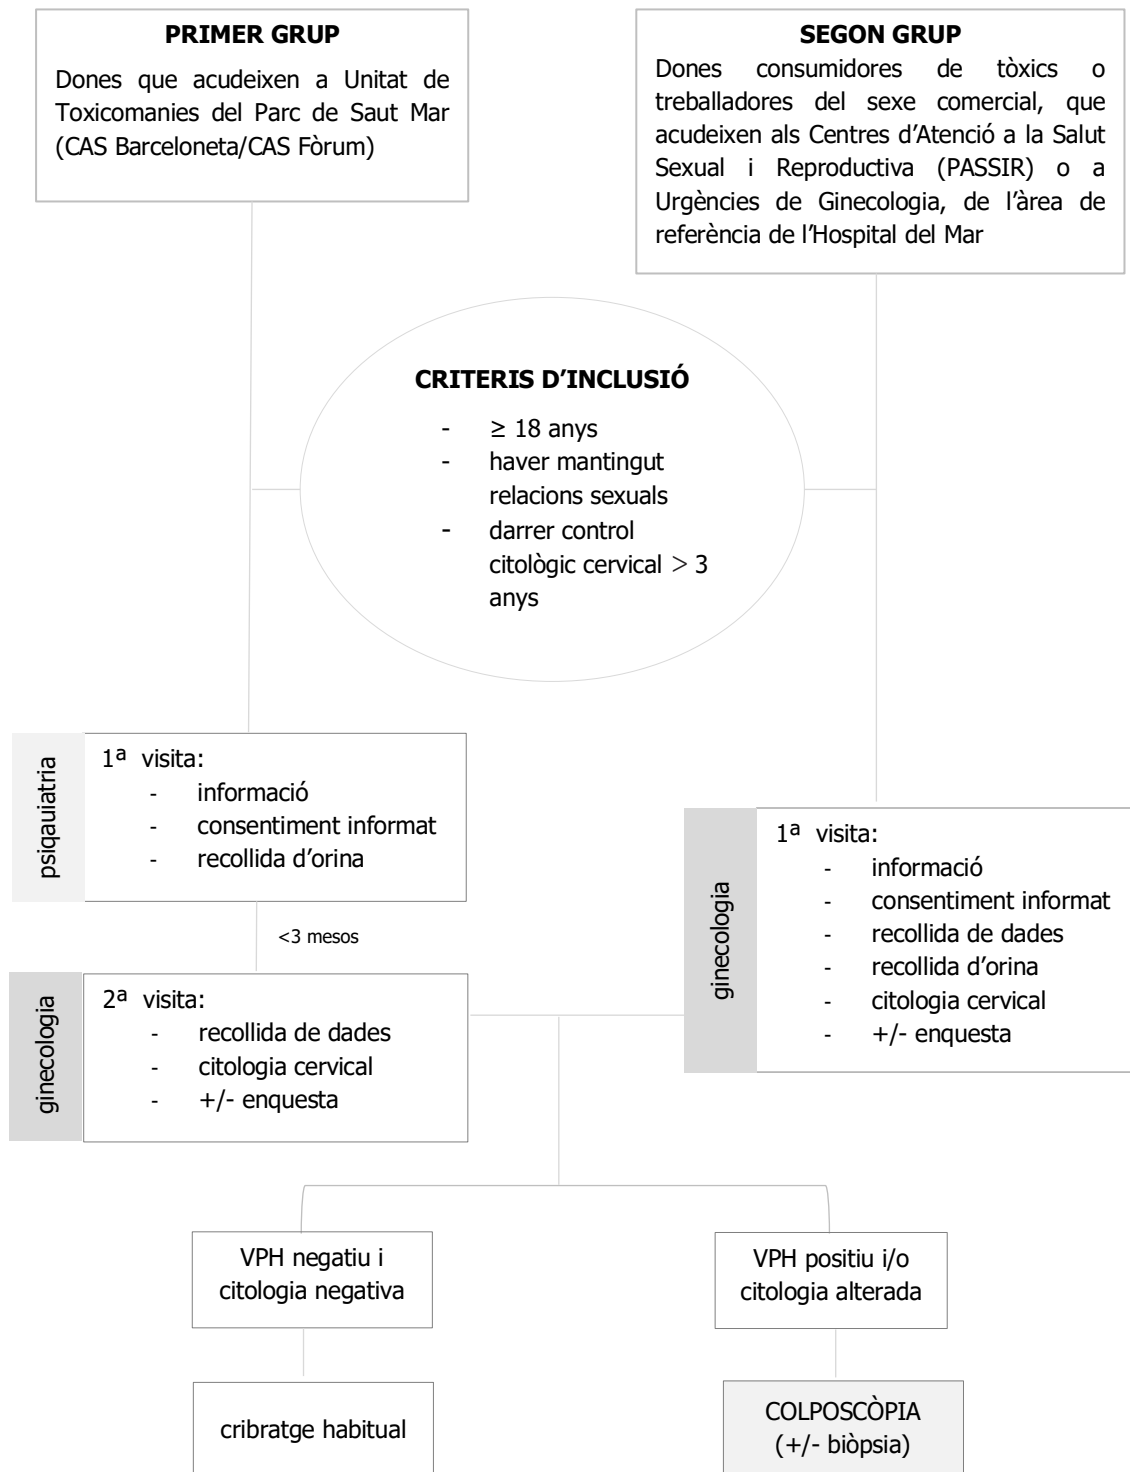 PRIMER GRUP
Dones que acudeixen a Unitat de
Toxicomanies del Parc de Saut Mar
(CAS Barceloneta/CAS Fòrum)
SEGON GRUP
Dones consumidores de tòxics o
treballadores del sexe comercial, que
acudeixen als Centres d'Atenció a la Salut
Sexual i Reproductiva (PASSIR) o a
Urgències de Ginecologia, de l'àrea de
referència de l'Hospital del Mar
CRITERIS D'INCLUSIÓ
- ≥ 18 anys
- haver mantingut
relacions sexuals
- darrer control
citològic cervical > 3
anys
psiqauiatria
1ª visita:
- informació
- consentiment informat
- recollida d'orina
<3 mesos
ginecologia
2ª visita:
- recollida de dades
- citologia cervical
- +/- enquesta
ginecologia
1ª visita:
- informació
- consentiment informat
- recollida de dades
- recollida d'orina
- citologia cervical
- +/- enquesta
VPH negatiu i
citologia negativa
VPH positiu i/o
citologia alterada
cribratge habitual
COLPOSCÒPIA
(+/- biòpsia)